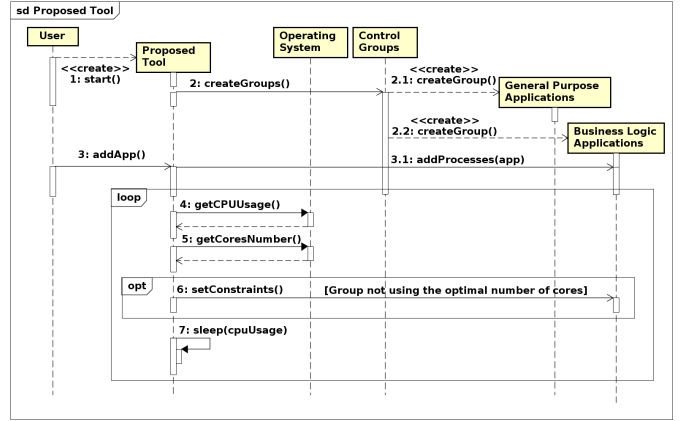 sd Proposed Tool
User
Proposed
Tool
Operating
System
Control
Groups
<<create>>
1: start()
2: createGroups()
<<create>>
2.1: createGroup()
General Purpose
Applications
<<create>>
2.2: createGroup()
Business Logic
Applications
3: addApp()
3.1: addProcesses(app)
loop
4: getCPUUsage()
5: getCoresNumber()
opt
6: setConstraints()
[Group not using the optimal number of cores]
7: sleep(cpuUsage)